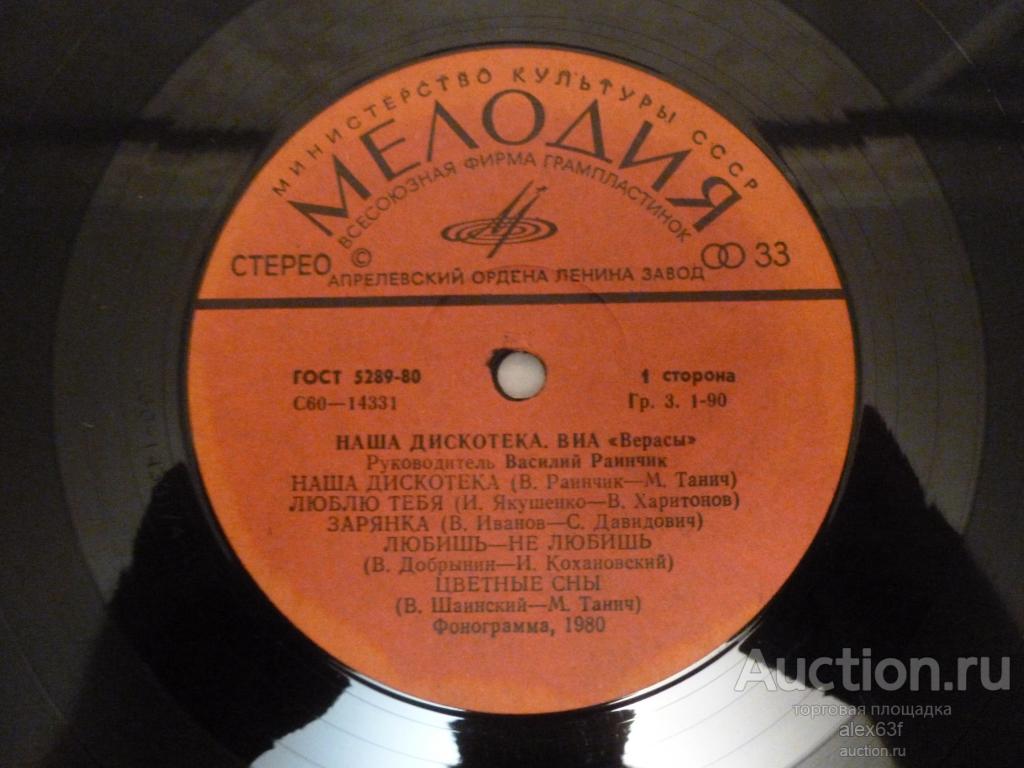 МИНИСТЕРСТВО КУЛЬТУРЫ СССР
МЕЛОДИЯ
ВСЕСОЮЗНАЯ ФИРМА ГРАМПЛАСТИНОК
СТЕРЕО © 33
АПРЕЛЕВСКИЙ ОРДЕНА ЛЕНИНА ЗАВОД
ГОСТ 5289-80 1 сторона
С60—14331 Гр. 3. 1-90
НАША ДИСКОТЕКА. ВИА «Верасы»
Руководитель Василий Раинчик
НАША ДИСКОТЕКА (В. Раинчик—М. Танич)
ЛЮБЛЮ ТЕБЯ (И. Якушенко—В. Харитонов)
ЗАРЯНКА (В. Иванов—С. Давидович)
ЛЮБИШЬ—НЕ ЛЮБИШЬ
(В. Добрынин—И. Кохановский)
ЦВЕТНЫЕ СНЫ
(В. Шаинский—М. Танич)
Фонограмма, 1980
Auction.ru
торговая площадка
alex63f
auction.ru